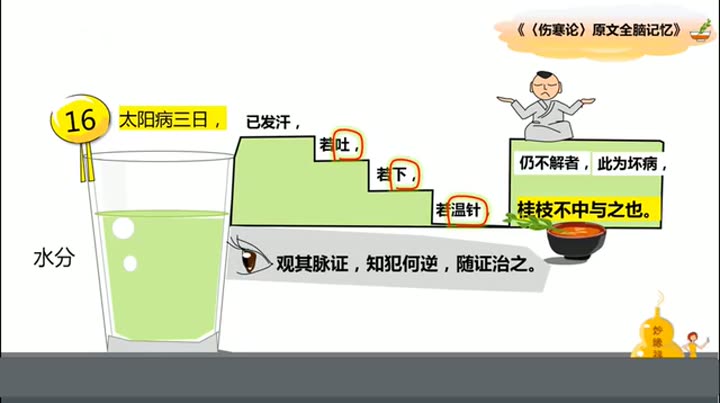 《〈伤寒论〉原文全脑记忆》
16
太阳病三日，
已发汗，
若吐，
若下，
若温针，
仍不解者，此为坏病，
桂枝不中与之也。
观其脉证，知犯何逆，随证治之。
水分